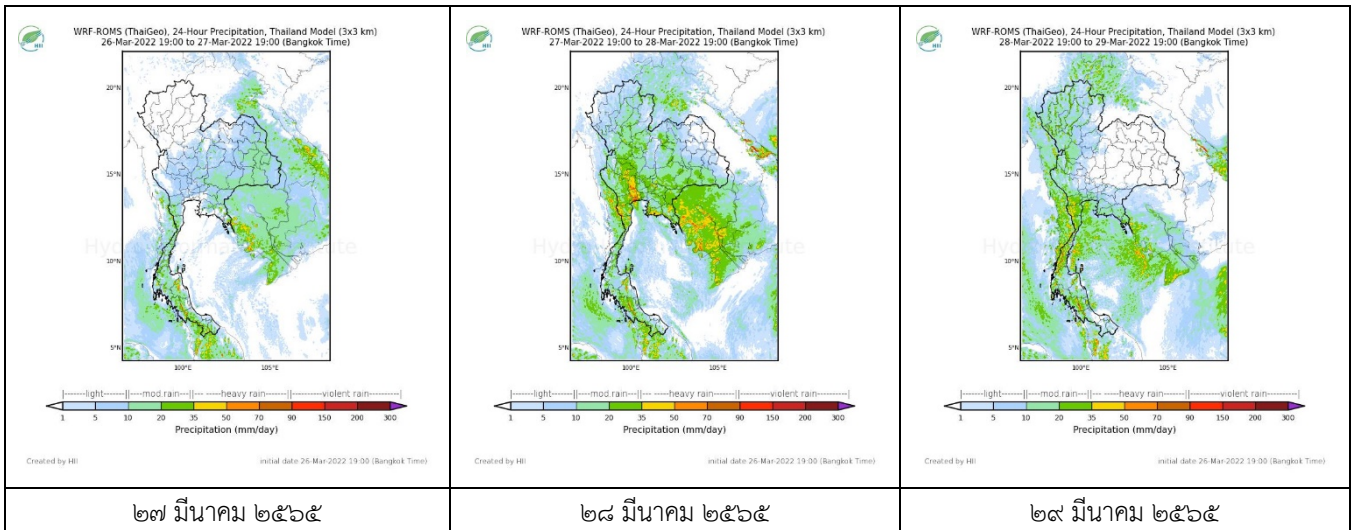 HII
WRF-ROMS (ThaiGeo), 24-Hour Precipitation, Thailand Model (3x3 km)
26-Mar-2022 19:00 to 27-Mar-2022 19:00 (Bangkok Time)
20°N
15°N
10°N
5°N
100°E 105°E
|-------light-------||---mod.rain---||--- ----heavy rain----||------violent rain-------|
1 5 10 20 35 50 70 90 150 200 300
Precipitation (mm/day)
Created by HII initial date 26-Mar-2022 19:00 (Bangkok Time)
๒๗ มีนาคม ๒๕๖๕
HII
WRF-ROMS (ThaiGeo), 24-Hour Precipitation, Thailand Model (3x3 km)
27-Mar-2022 19:00 to 28-Mar-2022 19:00 (Bangkok Time)
20°N
15°N
10°N
5°N
100°E 105°E
|-------light-------||---mod.rain---||--- ----heavy rain----||------violent rain-------|
1 5 10 20 35 50 70 90 150 200 300
Precipitation (mm/day)
Created by HII initial date 26-Mar-2022 19:00 (Bangkok Time)
๒๘ มีนาคม ๒๕๖๕
HII
WRF-ROMS (ThaiGeo), 24-Hour Precipitation, Thailand Model (3x3 km)
28-Mar-2022 19:00 to 29-Mar-2022 19:00 (Bangkok Time)
20°N
15°N
10°N
5°N
100°E 105°E
|-------light-------||---mod.rain---||--- ----heavy rain----||------violent rain-------|
1 5 10 20 35 50 70 90 150 200 300
Precipitation (mm/day)
Created by HII initial date 26-Mar-2022 19:00 (Bangkok Time)
๒๙ มีนาคม ๒๕๖๕